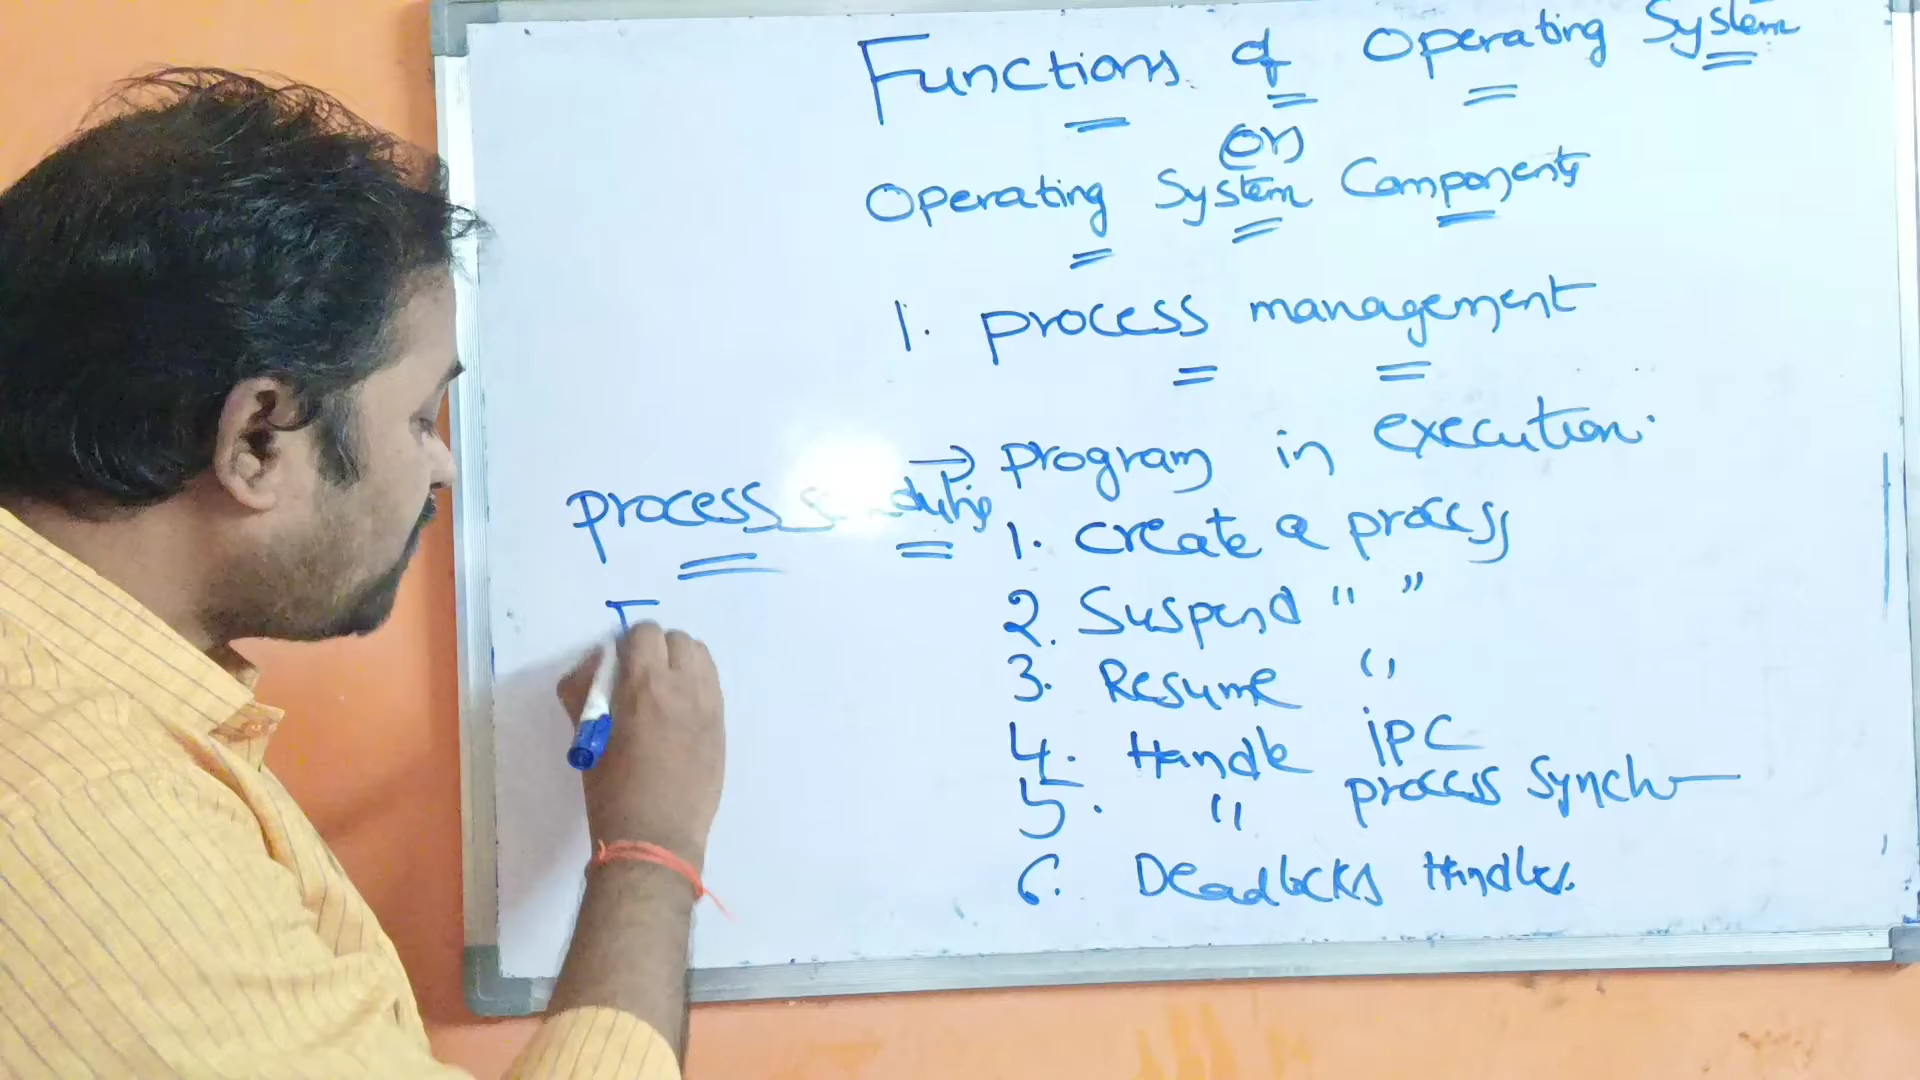 Functions of Operating System
(or)
Operating System Components
1. process management
→ program in execution.
process
1. Create a process
2. Suspend " "
3. Resume "
4. Handle IPC
5. " process Synch
6. Deadlocks Handles.